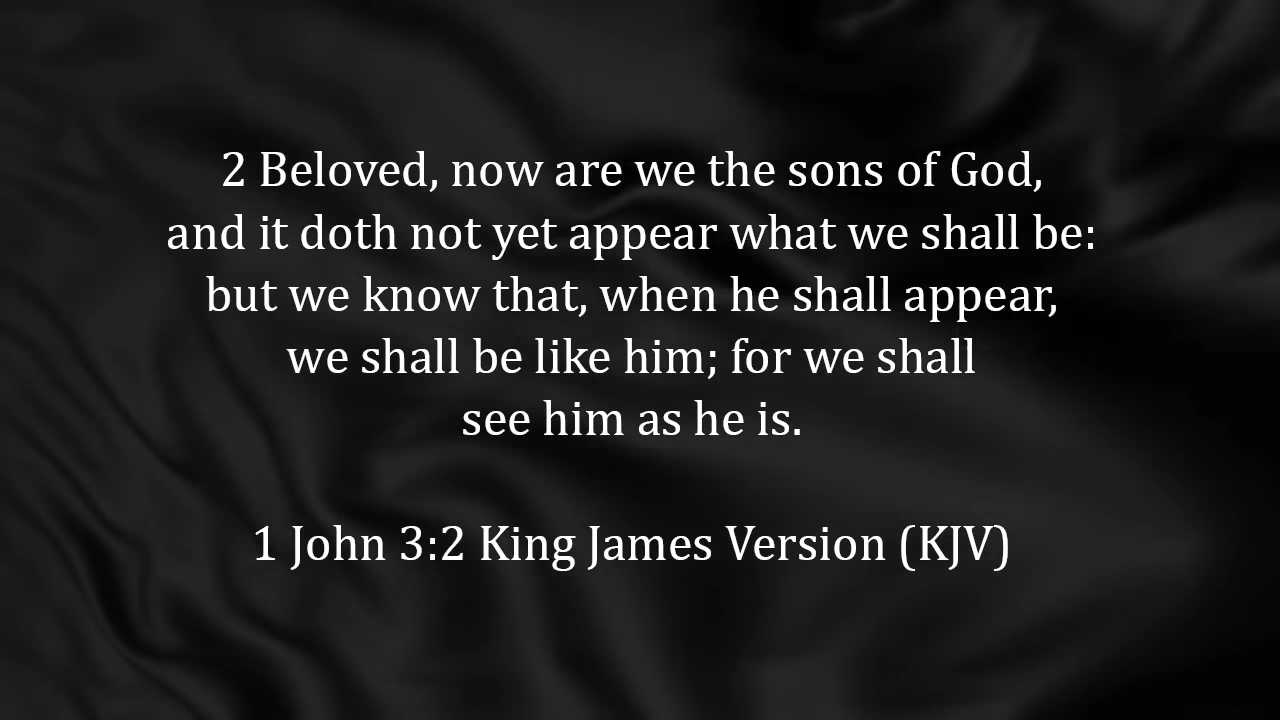 2 Beloved, now are we the sons of God,
and it doth not yet appear what we shall be:
but we know that, when he shall appear,
we shall be like him; for we shall
see him as he is.
1 John 3:2 King James Version (KJV)